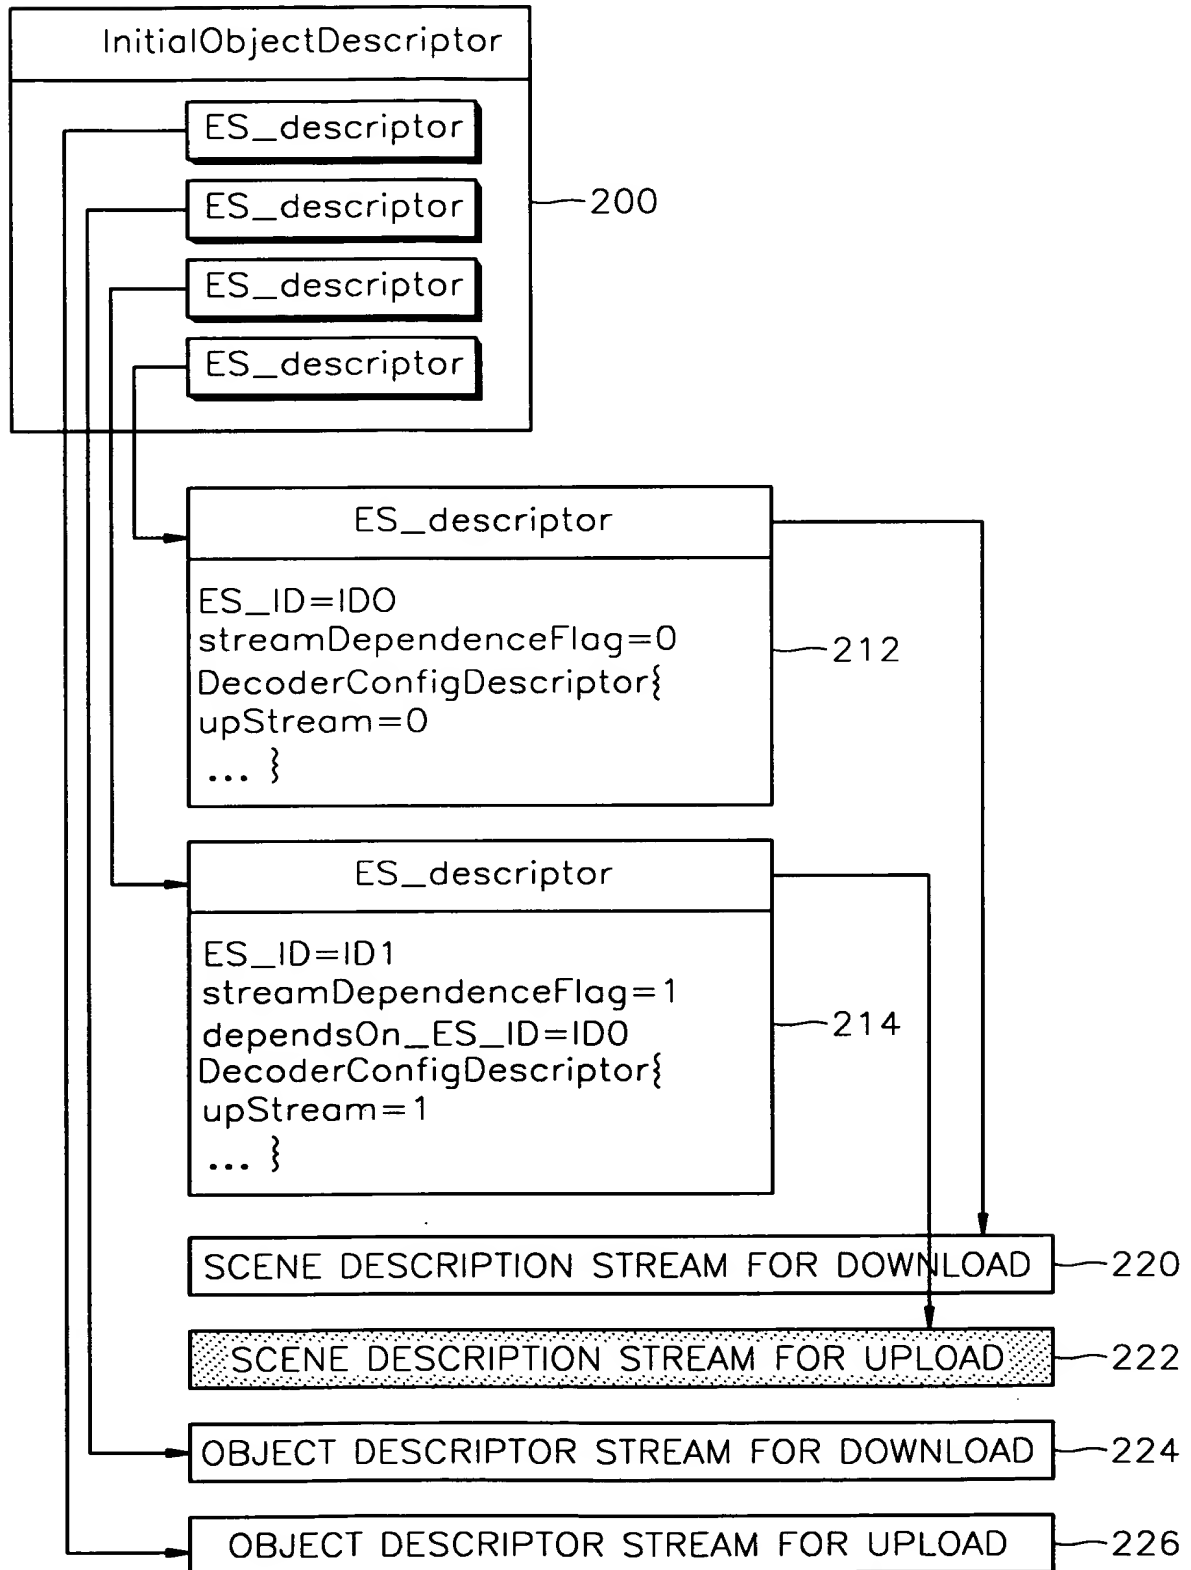 InitialObjectDescriptor
ES_descriptor
ES_descriptor
200
ES_descriptor
ES_descriptor
ES_descriptor
ES_ID=ID0
streamDependenceFlag=0
212
DecoderConfigDescriptor{
upStream=0
... }
ES_descriptor
ES_ID=ID1
streamDependenceFlag=1
214
dependsOn_ES_ID=ID0
DecoderConfigDescriptor{
upStream=1
... }
SCENE DESCRIPTION STREAM FOR DOWNLOAD
220
SCENE DESCRIPTION STREAM FOR UPLOAD
222
OBJECT DESCRIPTOR STREAM FOR DOWNLOAD
224
OBJECT DESCRIPTOR STREAM FOR UPLOAD
226